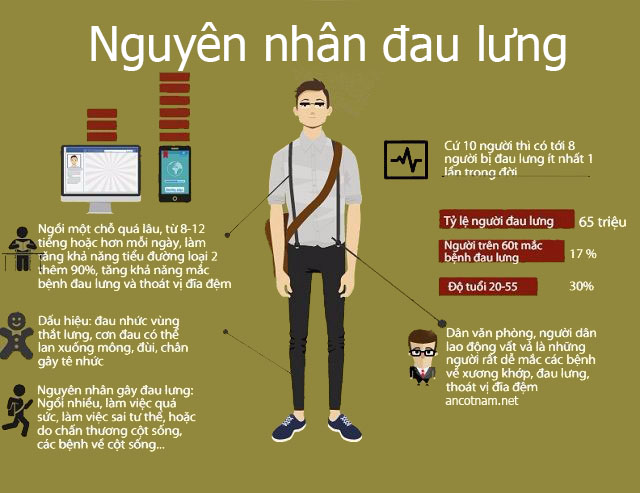 Nguyên nhân đau lưng
Cứ 10 người thì có tới 8
người bị đau lưng ít nhất 1
lần trong đời
Tỷ lệ người đau lưng 65 triệu
Người trên 60t mắc
bệnh đau lưng 17 %
Độ tuổi 20-55 30%
Ngồi một chỗ quá lâu, từ 8-12
tiếng hoặc hơn mỗi ngày, làm
tăng khả năng tiểu đường loại 2
thêm 90%, tăng khả năng mắc
bệnh đau lưng và thoát vị đĩa đệm
Dấu hiệu: đau nhức vùng
thắt lưng, cơn đau có thể
lan xuống mông, đùi, chân
gây tê nhức
Nguyên nhân gây đau lưng:
Ngồi nhiều, làm việc quá
sức, làm việc sai tư thế, hoặc
do chấn thương cột sống,
các bệnh về cột sống...
Dân văn phòng, người dân
lao động vất vả là những
người rất dễ mắc các bệnh
về xương khớp, đau lưng,
thoát vị đĩa đệm
ancotnam.net